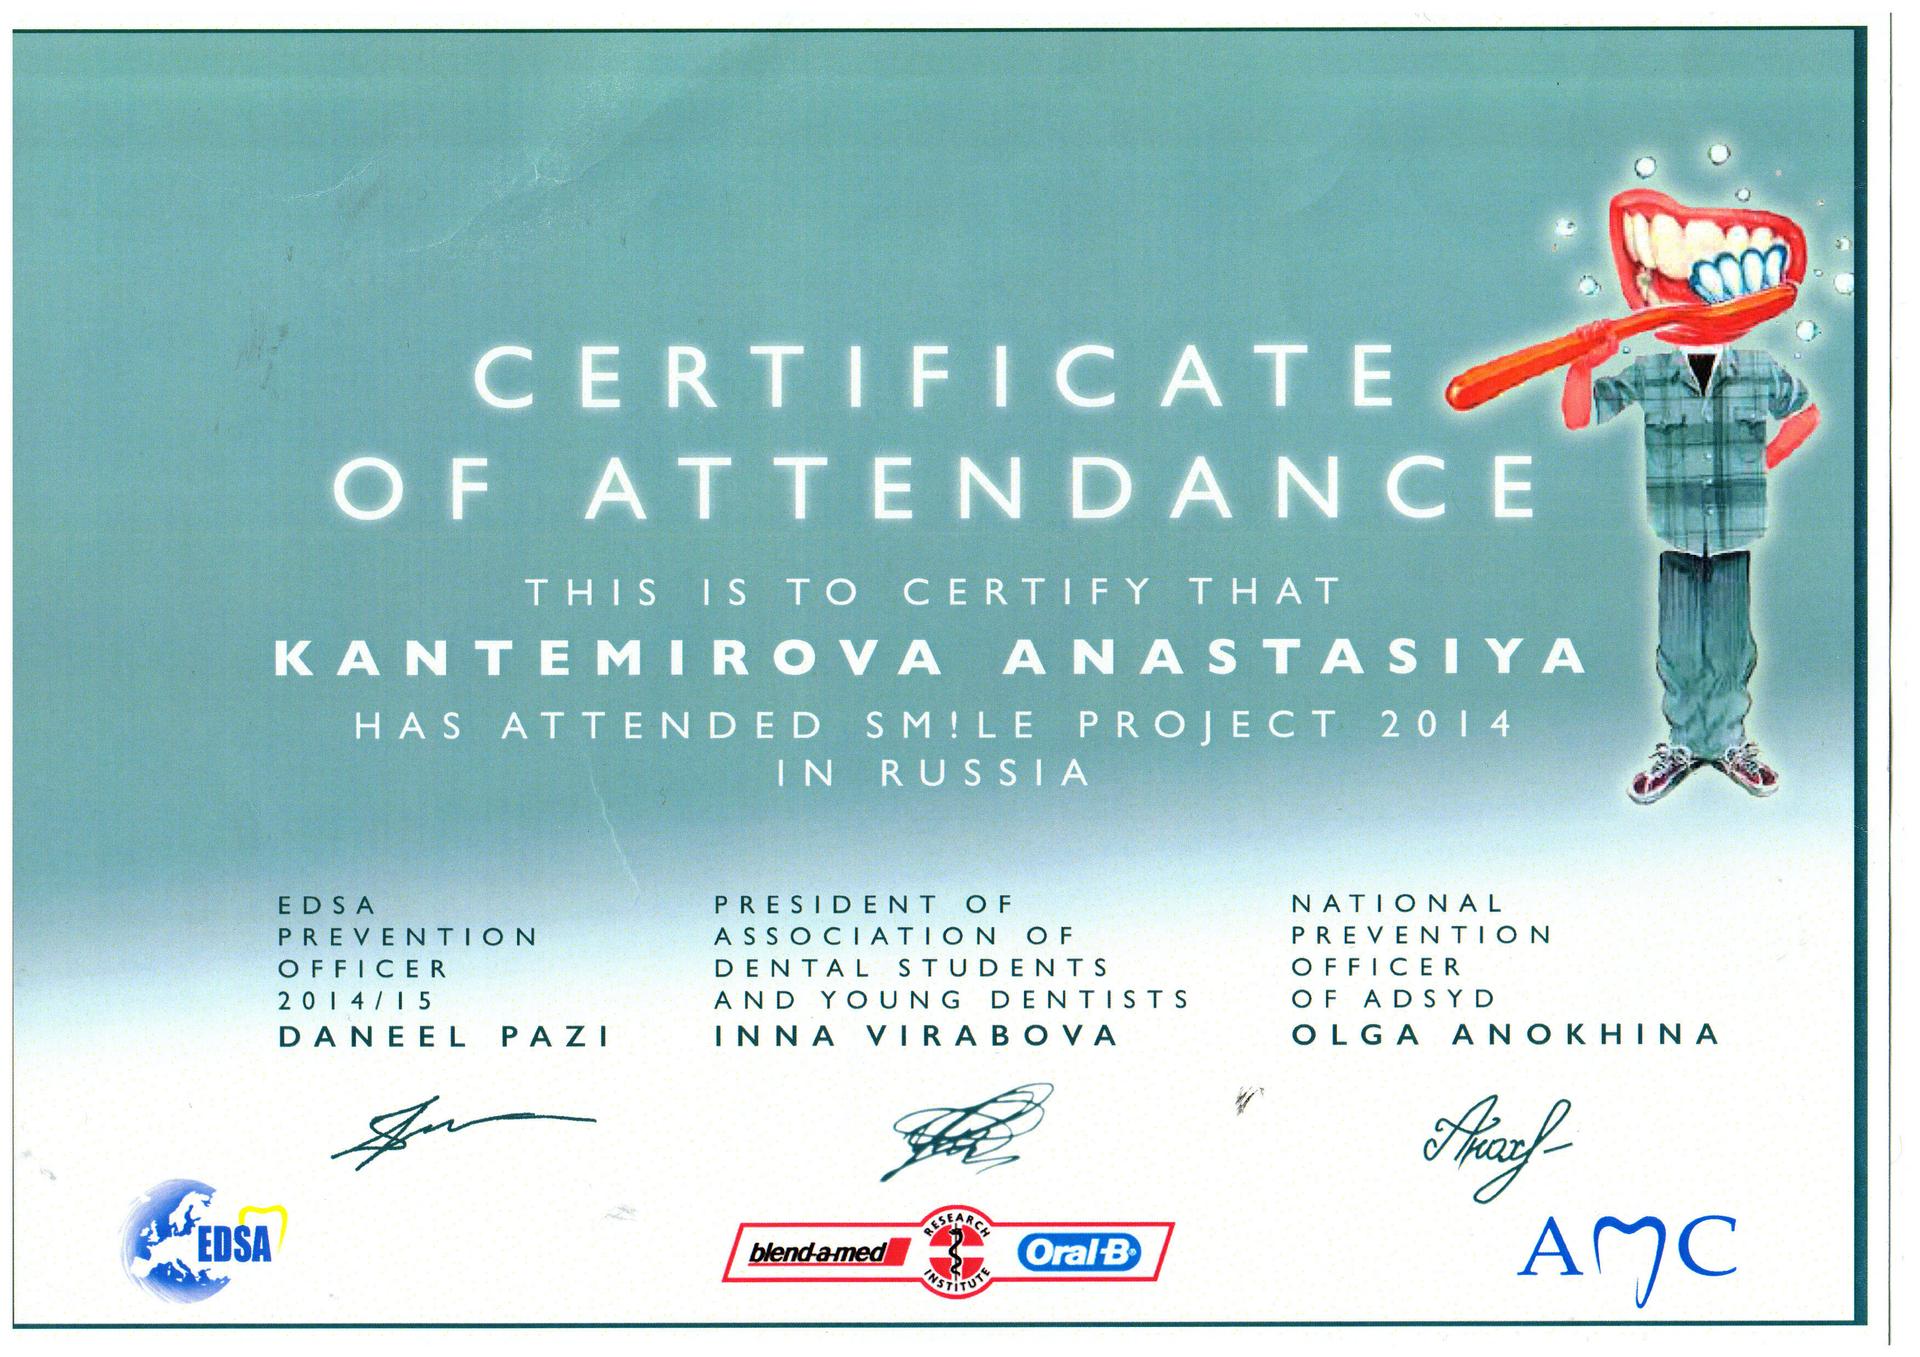 CERTIFICATE
OF ATTENDANCE
THIS IS TO CERTIFY THAT
KANTEMIROVA ANASTASIYA
HAS ATTENDED SM!LE PROJECT 2014
IN RUSSIA
EDSA
PREVENTION
OFFICER
2014/15
DANEEL PAZI
PRESIDENT OF
ASSOCIATION OF
DENTAL STUDENTS
AND YOUNG DENTISTS
INNA VIRABOVA
NATIONAL
PREVENTION
OFFICER
OF ADSYD
OLGA ANOKHINA
EDSA
blend-a-med
RESEARCH
INSTITUTE
Oral-B®
АМС